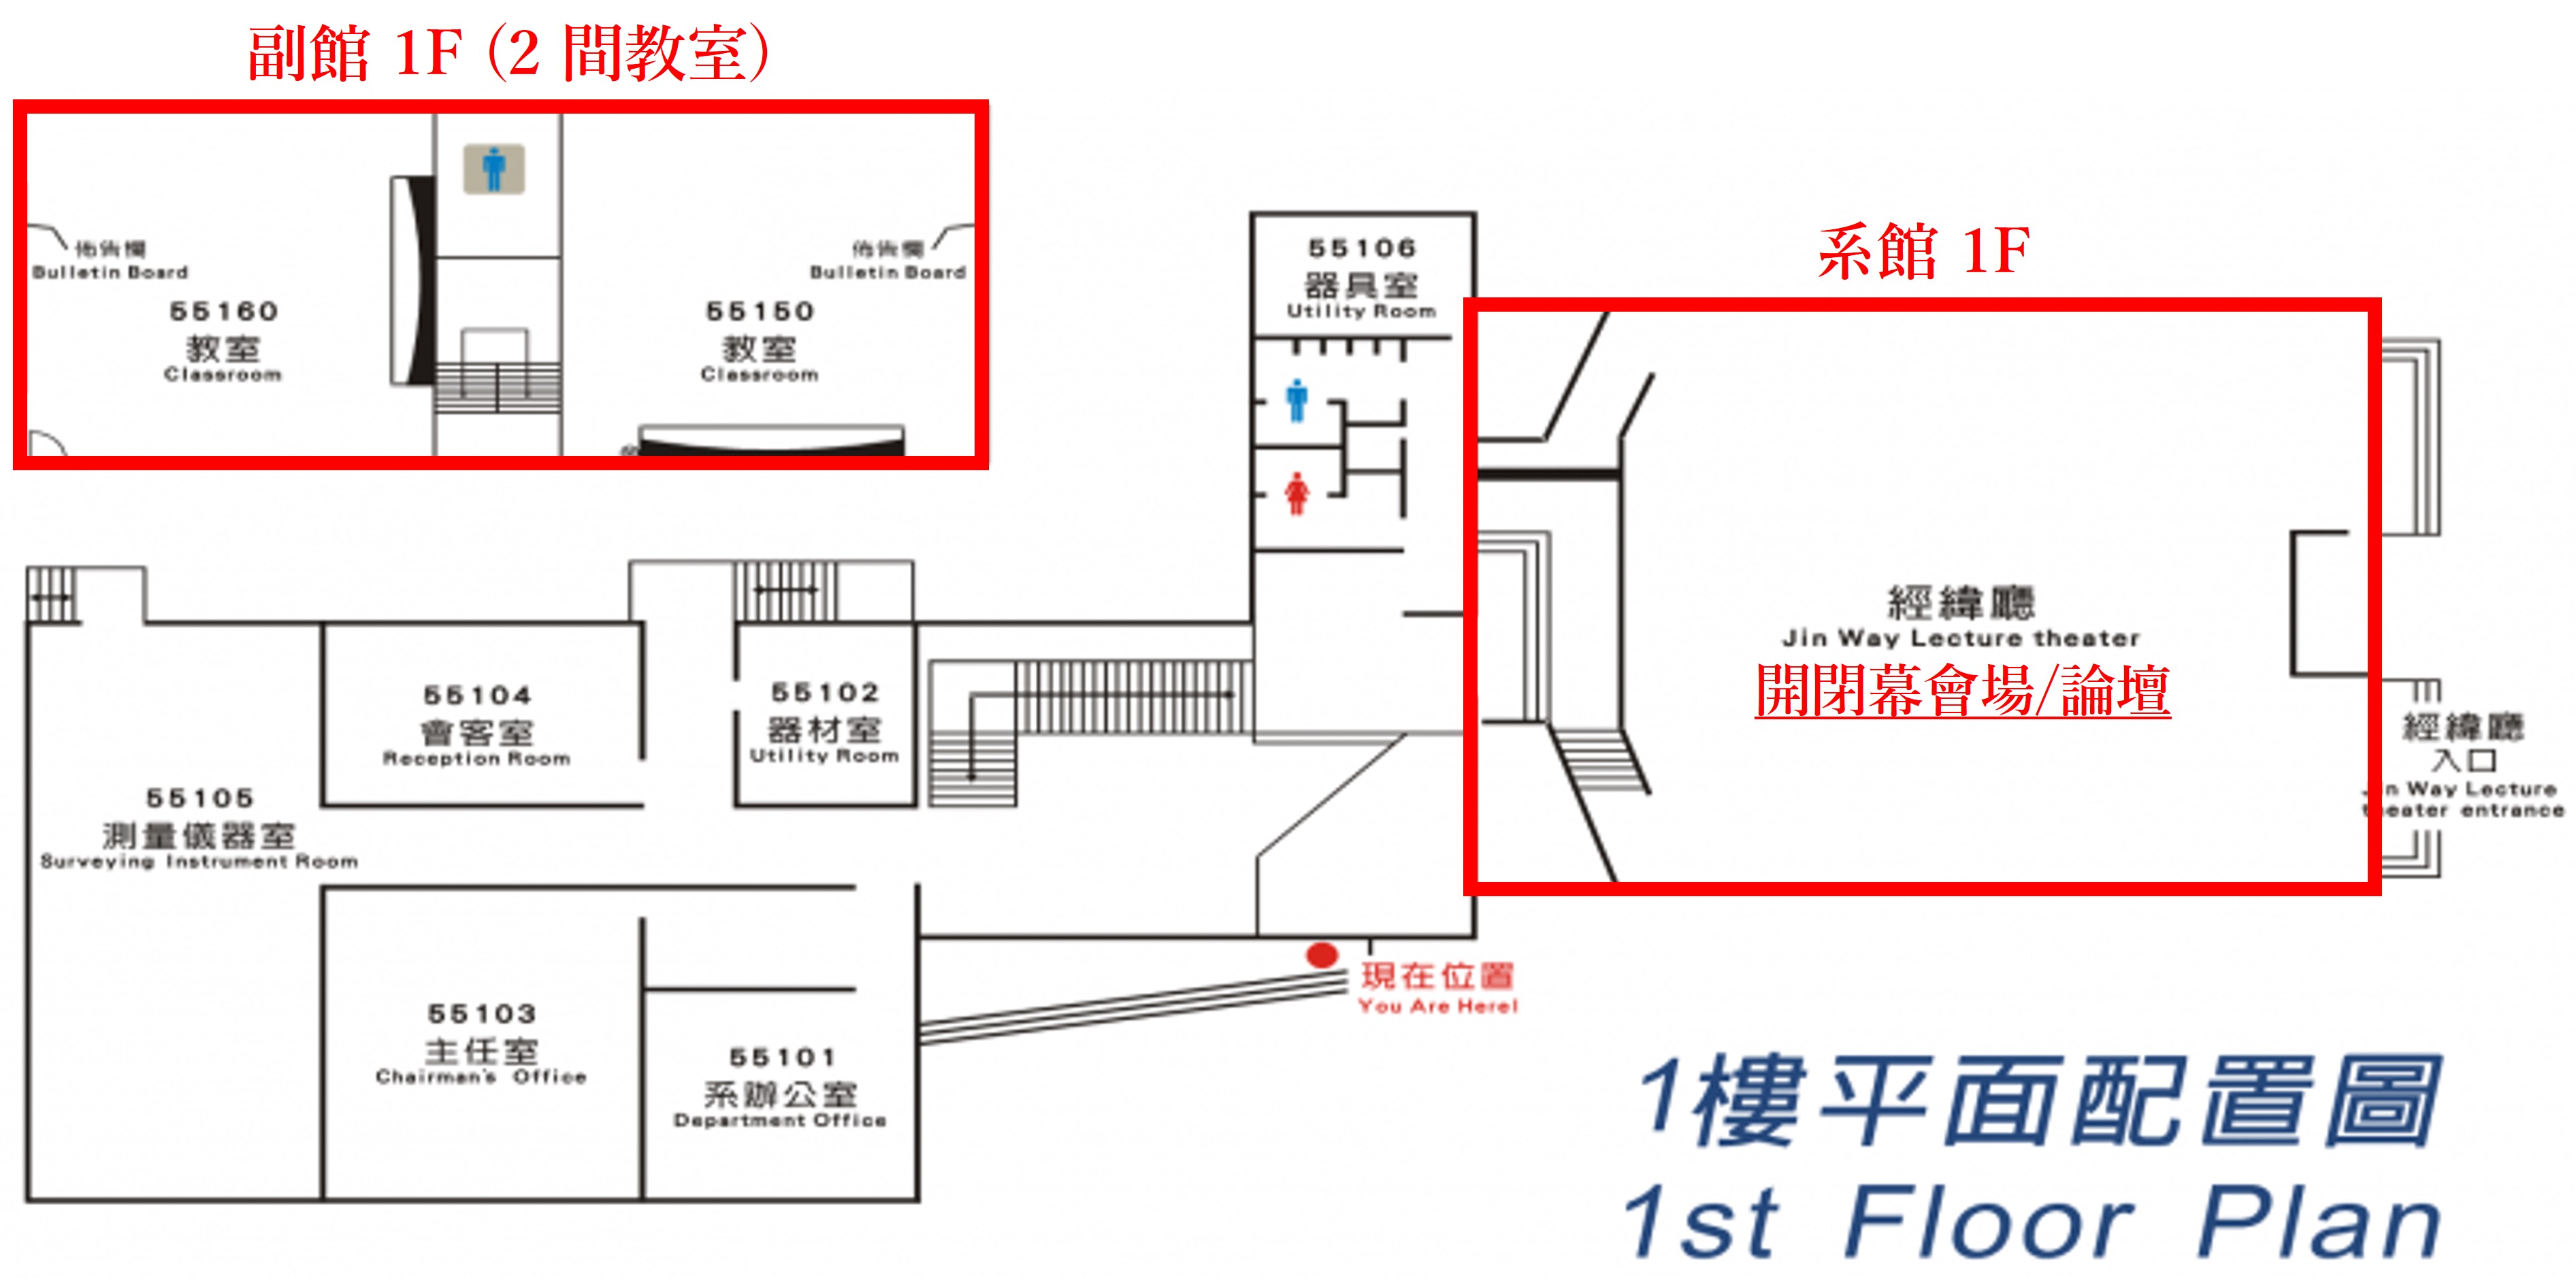 副館 1F (2 間教室)
佈告欄
Bulletin Board
55160
教室
Classroom
佈告欄
Bulletin Board
55150
教室
Classroom
55106
器具室
Utility Room
系館 1F
經緯廳
Jin Way Lecture theater
開閉幕會場/論壇
經緯廳
入口
Jin Way Lecture
theater entrance
55104
會客室
Reception Room
55102
器材室
Utility Room
55105
測量儀器室
Surveying Instrument Room
55103
主任室
Chairman's Office
55101
系辦公室
Department Office
現在位置
You Are Here!
1樓平面配置圖
1st Floor Plan